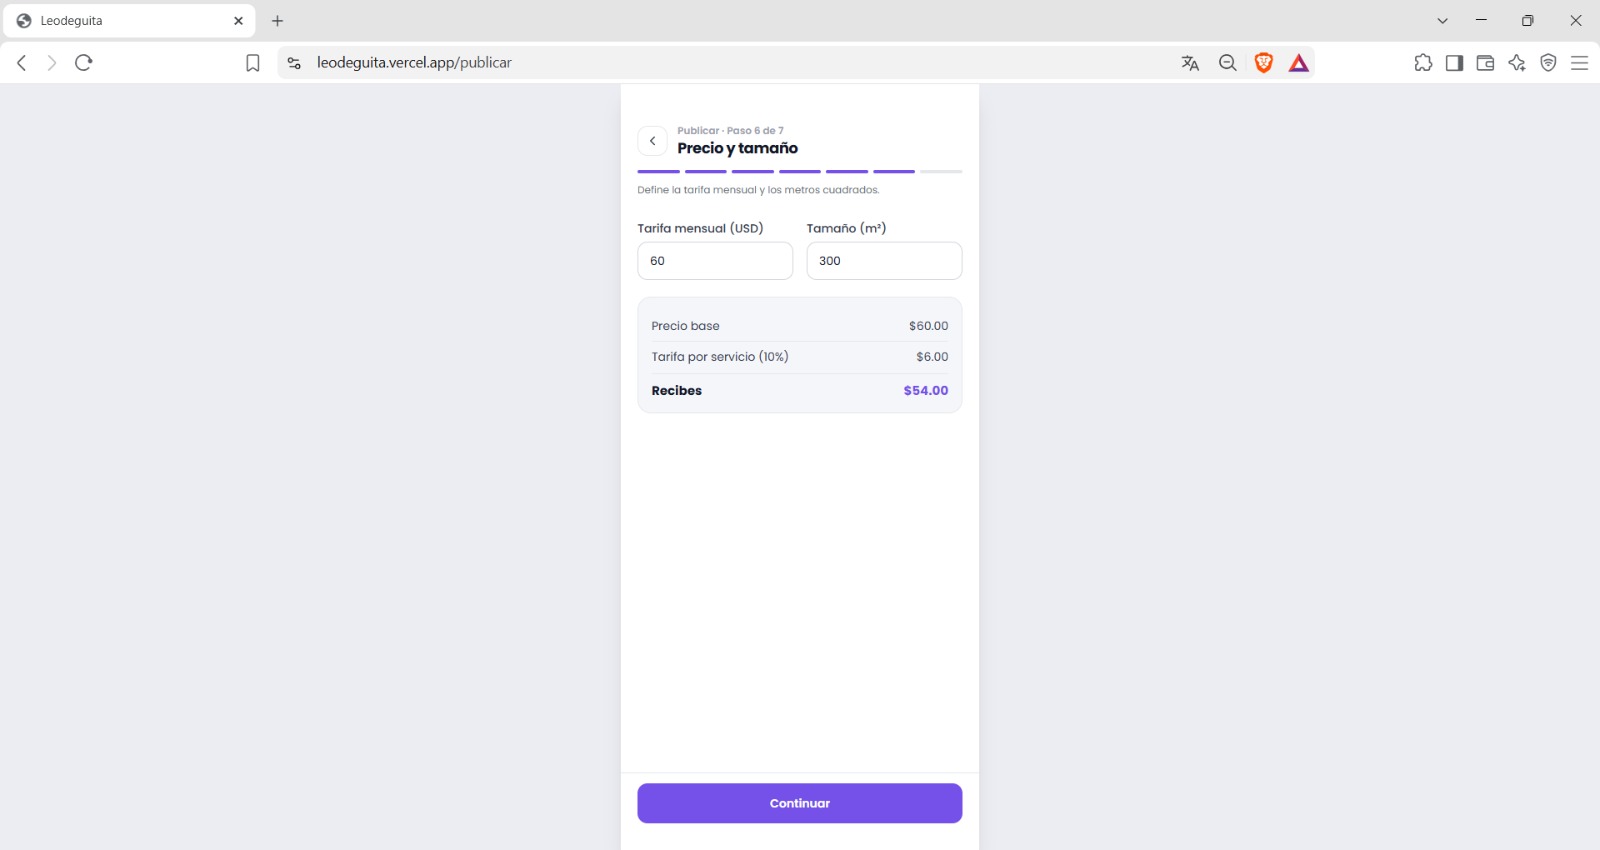 Leodeguita
leodeguita.vercel.app/publicar
Publicar · Paso 6 de 7
Precio y tamaño
Define la tarifa mensual y los metros cuadrados.
Tarifa mensual (USD)
Tamaño (m²)
60
300
Precio base
$60.00
Tarifa por servicio (10%)
$6.00
Recibes
$54.00
Continuar